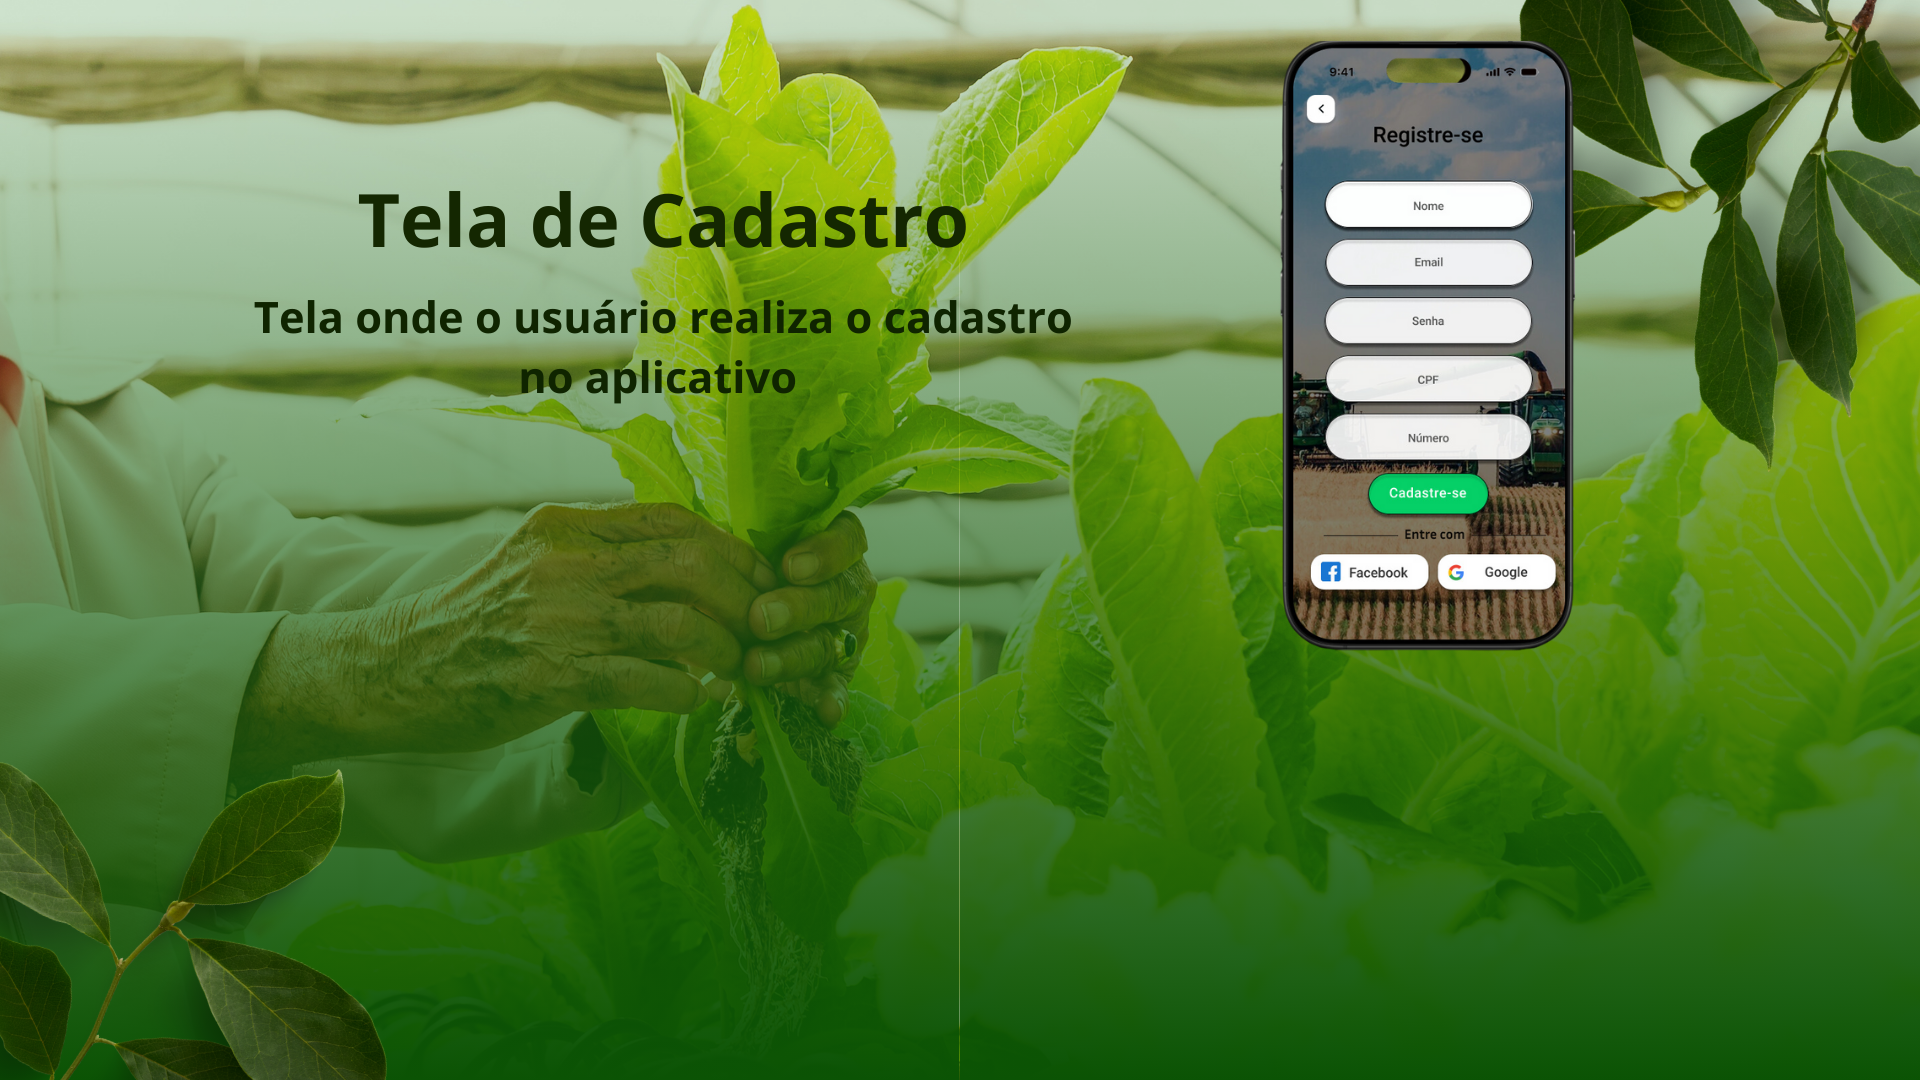 Tela de Cadastro
Tela onde o usuário realiza o cadastro
no aplicativo
9:41
Registre-se
Nome
Email
Senha
CPF
Número
Cadastre-se
Entre com
Facebook
Google